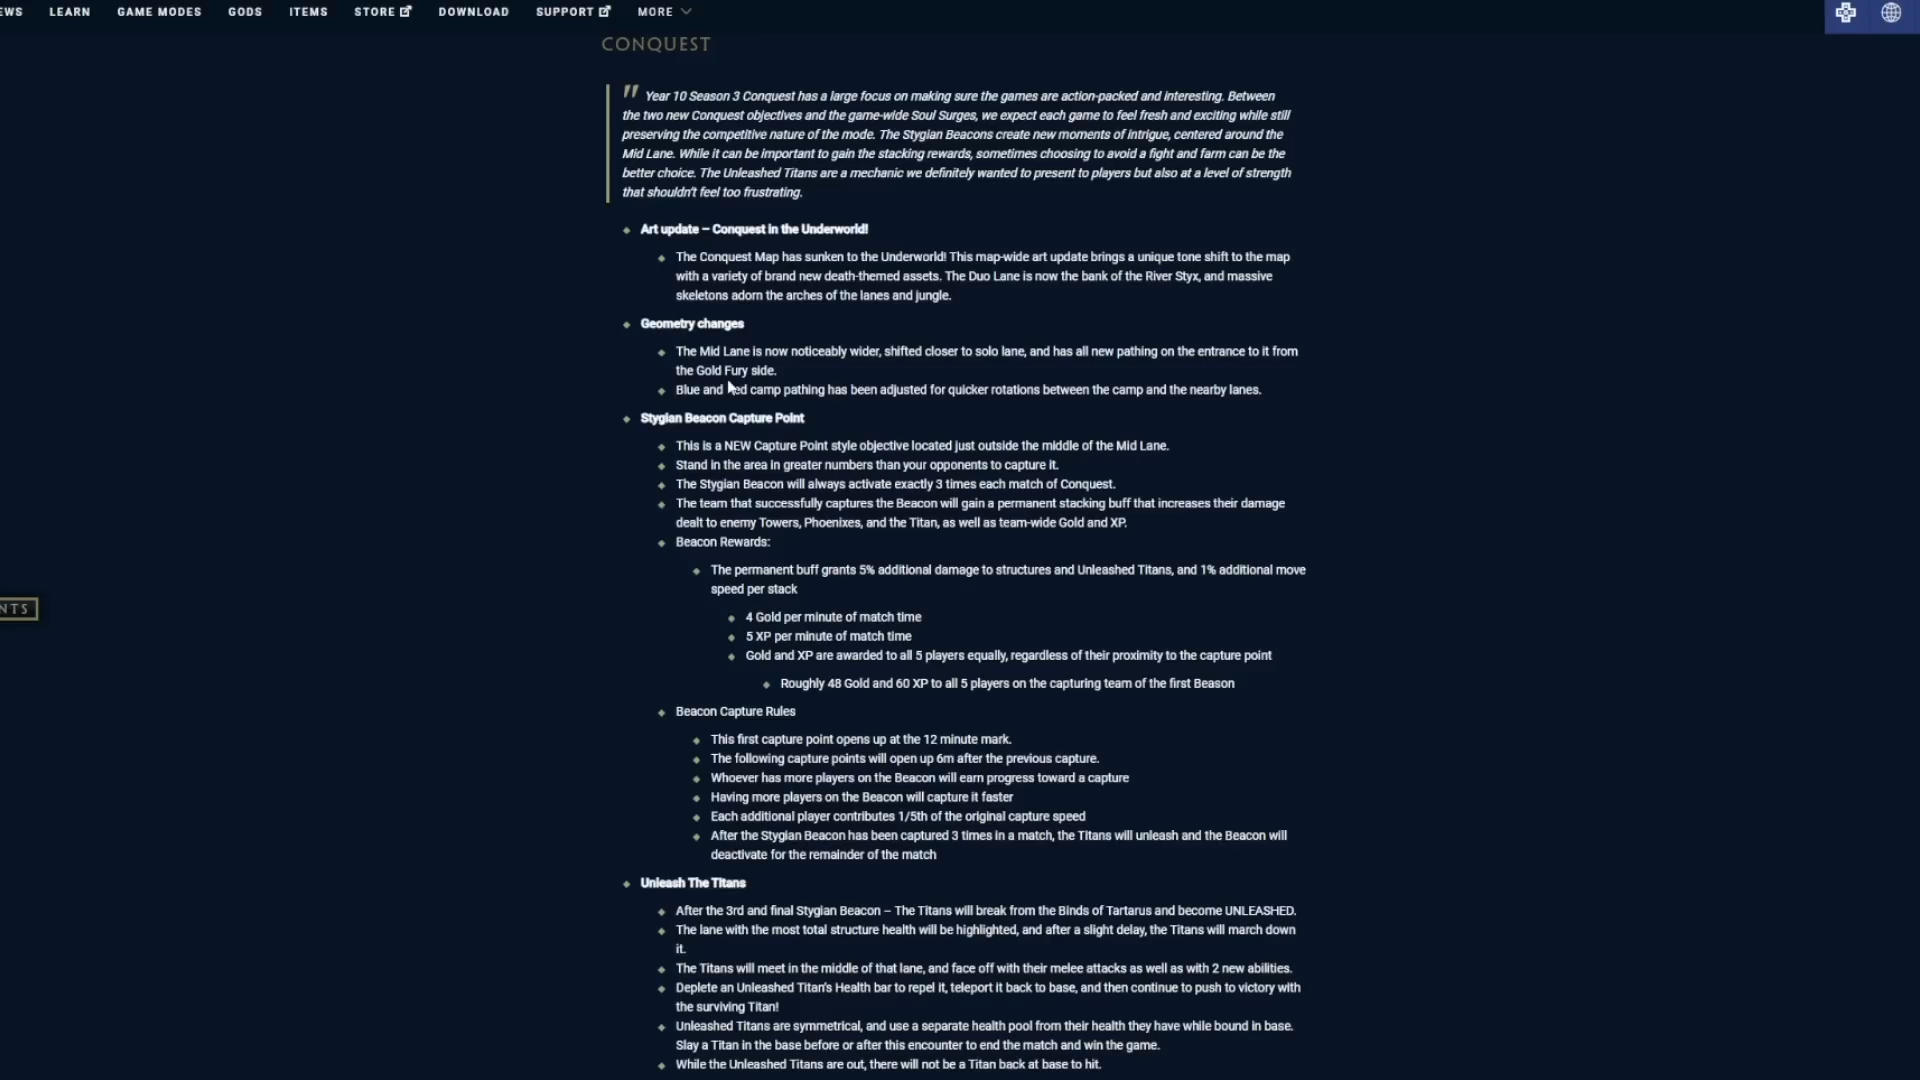 EWS LEARN GAME MODES GODS ITEMS STORE DOWNLOAD SUPPORT MORE
CONQUEST
" Year 10 Season 3 Conquest has a large focus on making sure the games are action-packed and interesting. Between
the two new Conquest objectives and the game-wide Soul Surges, we expect each game to feel fresh and exciting while still
preserving the competitive nature of the mode. The Stygian Beacons create new moments of intrigue, centered around the
Mid Lane. While it can be important to gain the stacking rewards, sometimes choosing to avoid a fight and farm can be the
better choice. The Unleashed Titans are a mechanic we definitely wanted to present to players but also at a level of strength
that shouldn't feel too frustrating.
Art update – Conquest in the Underworld!
The Conquest Map has sunken to the Underworld! This map-wide art update brings a unique tone shift to the map
with a variety of brand new death-themed assets. The Duo Lane is now the bank of the River Styx, and massive
skeletons adorn the arches of the lanes and jungle.
Geometry changes
The Mid Lane is now noticeably wider, shifted closer to solo lane, and has all new pathing on the entrance to it from
the Gold Fury side.
Blue and Red camp pathing has been adjusted for quicker rotations between the camp and the nearby lanes.
Stygian Beacon Capture Point
This is a NEW Capture Point style objective located just outside the middle of the Mid Lane.
Stand in the area in greater numbers than your opponents to capture it.
The Stygian Beacon will always activate exactly 3 times each match of Conquest.
The team that successfully captures the Beacon will gain a permanent stacking buff that increases their damage
dealt to enemy Towers, Phoenixes, and the Titan, as well as team-wide Gold and XP.
Beacon Rewards:
The permanent buff grants 5% additional damage to structures and Unleashed Titans, and 1% additional move
speed per stack
4 Gold per minute of match time
5 XP per minute of match time
Gold and XP are awarded to all 5 players equally, regardless of their proximity to the capture point
NTS
Roughly 48 Gold and 60 XP to all 5 players on the capturing team of the first Beason
Beacon Capture Rules
This first capture point opens up at the 12 minute mark.
The following capture points will open up 6m after the previous capture.
Whoever has more players on the Beacon will earn progress toward a capture
Having more players on the Beacon will capture it faster
Each additional player contributes 1/5th of the original capture speed
After the Stygian Beacon has been captured 3 times in a match, the Titans will unleash and the Beacon will
deactivate for the remainder of the match
Unleash The Titans
After the 3rd and final Stygian Beacon – The Titans will break from the Binds of Tartarus and become UNLEASHED.
The lane with the most total structure health will be highlighted, and after a slight delay, the Titans will march down
it.
The Titans will meet in the middle of that lane, and face off with their melee attacks as well as with 2 new abilities.
Deplete an Unleashed Titan's Health bar to repel it, teleport it back to base, and then continue to push to victory with
the surviving Titan!
Unleashed Titans are symmetrical, and use a separate health pool from their health they have while bound in base.
Slay a Titan in the base before or after this encounter to end the match and win the game.
While the Unleashed Titans are out, there will not be a Titan back at base to hit.